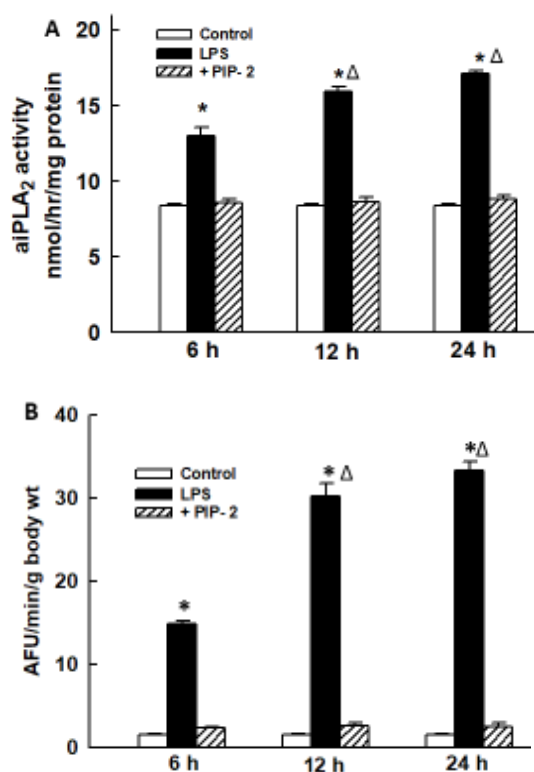 A
20
15
10
5
0
aiPLA₂ activity
nmol/hr/mg protein
Control
LPS
+ PIP- 2
*
* Δ
* Δ
6 h
12 h
24 h
B
40
30
20
10
0
AFU/min/g body wt
Control
LPS
+ PIP- 2
*
* Δ
*Δ
6 h
12 h
24 h